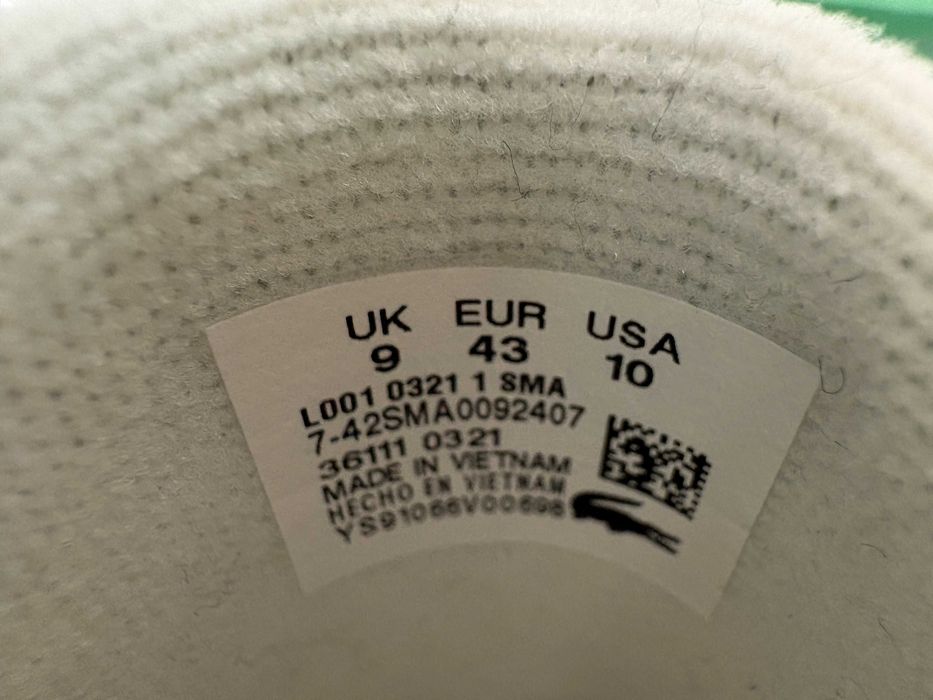 UK EUR USA
9 43 10
L001 0321 1 SMA
7-42SMA0092407
36111 0321
MADE IN VIETNAM
HECHO EN VIETNAM
YS91066V00698